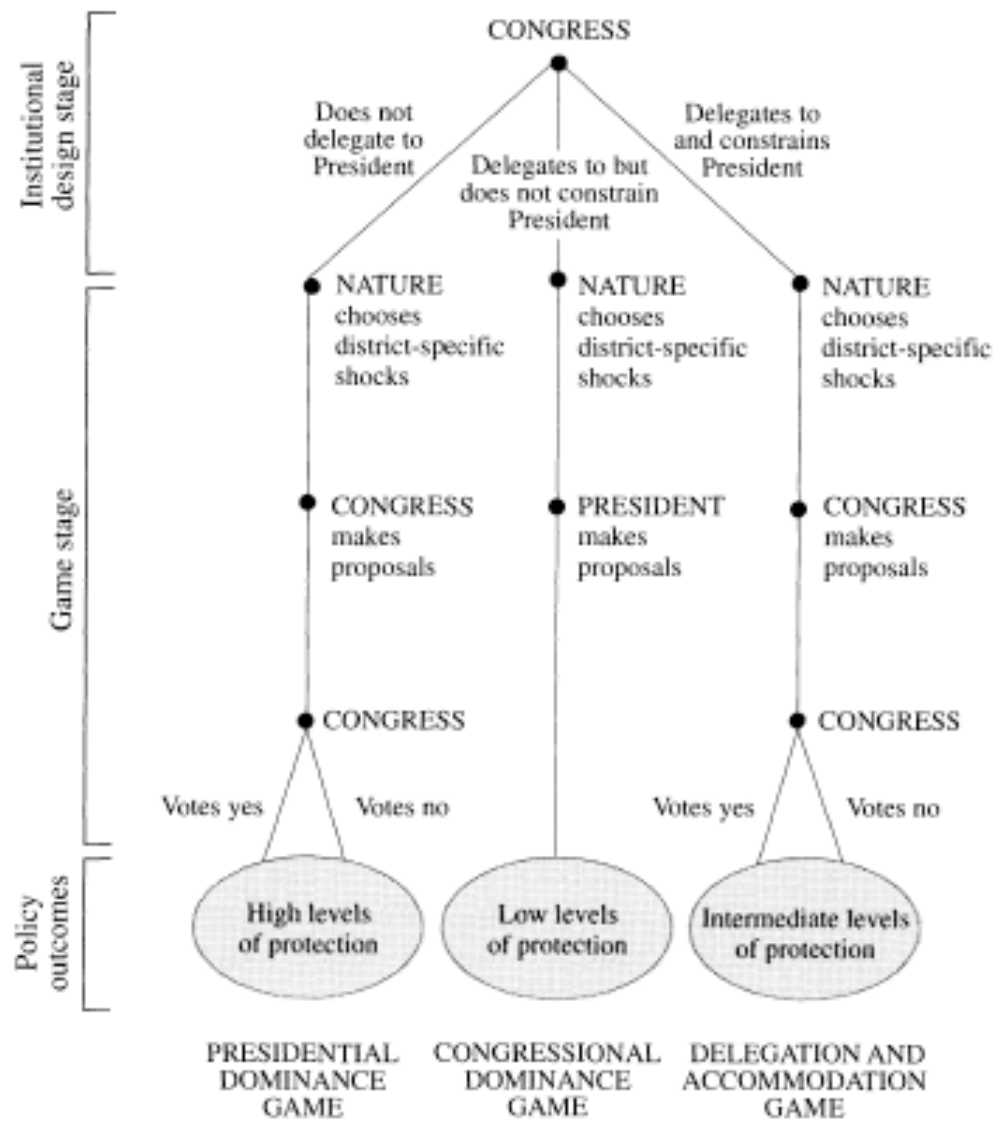 CONGRESS
Institutional
design stage
Does not
delegate to
President
Delegates to but
does not constrain
President
Delegates to
and constrains
President
Game stage
NATURE
chooses
district-specific
shocks
NATURE
chooses
district-specific
shocks
NATURE
chooses
district-specific
shocks
CONGRESS
makes
proposals
PRESIDENT
makes
proposals
CONGRESS
makes
proposals
CONGRESS
CONGRESS
Votes yes
Votes no
Votes yes
Votes no
Policy
outcomes
High levels
of protection
Low levels
of protection
Intermediate levels
of protection
PRESIDENTIAL
DOMINANCE
GAME
CONGRESSIONAL
DOMINANCE
GAME
DELEGATION AND
ACCOMMODATION
GAME